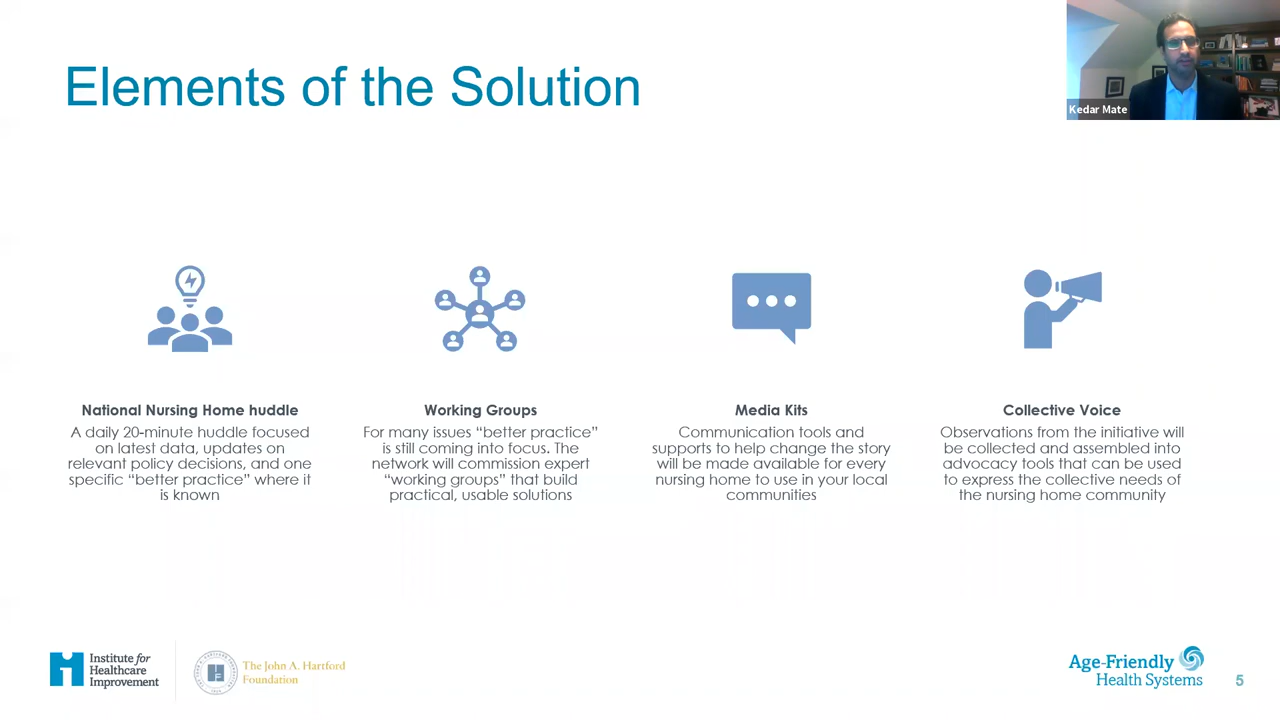 Elements of the Solution
Kedar Mate
National Nursing Home huddle
A daily 20-minute huddle focused
on latest data, updates on
relevant policy decisions, and one
specific “better practice” where it
is known
Working Groups
For many issues “better practice”
is still coming into focus. The
network will commission expert
“working groups” that build
practical, usable solutions
Media Kits
Communication tools and
supports to help change the story
will be made available for every
nursing home to use in your local
communities
Collective Voice
Observations from the initiative will
be collected and assembled into
advocacy tools that can be used
to express the collective needs of
the nursing home community
Institute for
Healthcare
Improvement
The John A. Hartford
Foundation
Age-Friendly
Health Systems
5